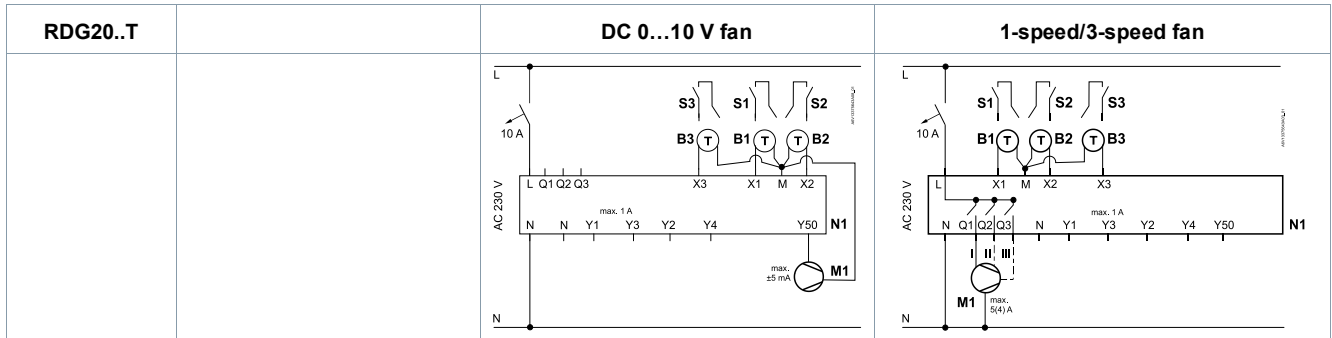 RDG20..T DC 0…10 V fan 1-speed/3-speed fan
L
S3 S1 S2
10 A
B3 T B1 T T B2
L Q1 Q2 Q3 X3 X1 M X2
AC 230 V
max. 1 A
N N Y1 Y3 Y2 Y4 Y50 N1
max.
±5 mA
M1
N
L
S1 S2 S3
10 A
B1 T T B2 T B3
L X1 M X2 X3
AC 230 V
max. 1 A
N Q1 Q2 Q3 N Y1 Y3 Y2 Y4 Y50 N1
I II III
M1
max.
5(4) A
N